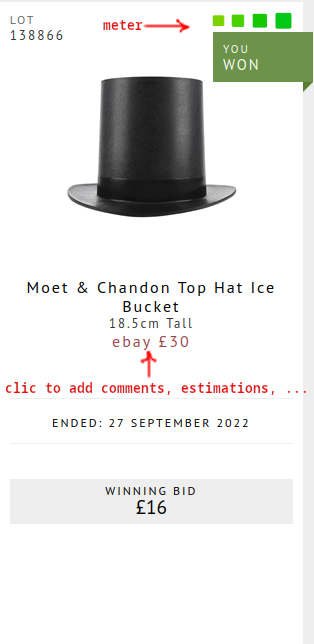 LOT
138866
meter
YOU
WON
Moet & Chandon Top Hat Ice
Bucket
18.5cm Tall
ebay £30
clic to add comments, estimations, ...
ENDED: 27 SEPTEMBER 2022
WINNING BID
£16